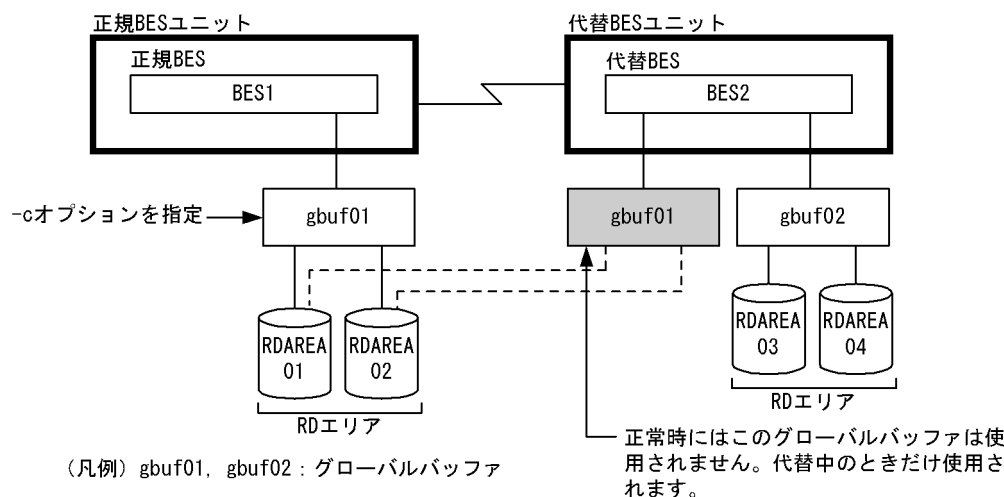 正規BESユニット
代替BESユニット
正規BES
代替BES
BES1
BES2
-cオプションを指定
gbuf01
gbuf01
gbuf02
RDAREA
01
RDAREA
02
RDAREA
03
RDAREA
04
RDエリア
RDエリア
正常時にはこのグローバルバッファは使
用されません。代替中のときだけ使用さ
れます。
（凡例）gbuf01，gbuf02：グローバルバッファ